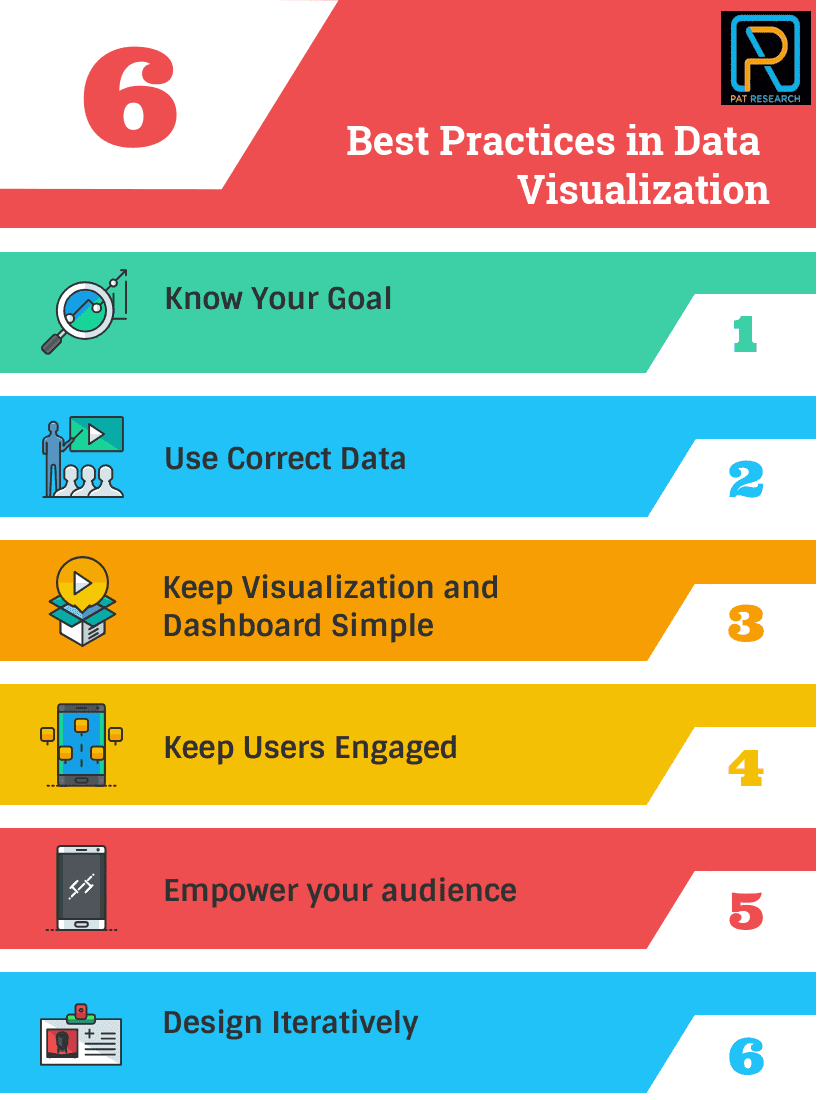 6
PAT RESEARCH
Best Practices in Data
Visualization
Know Your Goal
1
Use Correct Data
2
Keep Visualization and
Dashboard Simple
3
Keep Users Engaged
4
Empower your audience
5
Design Iteratively
6